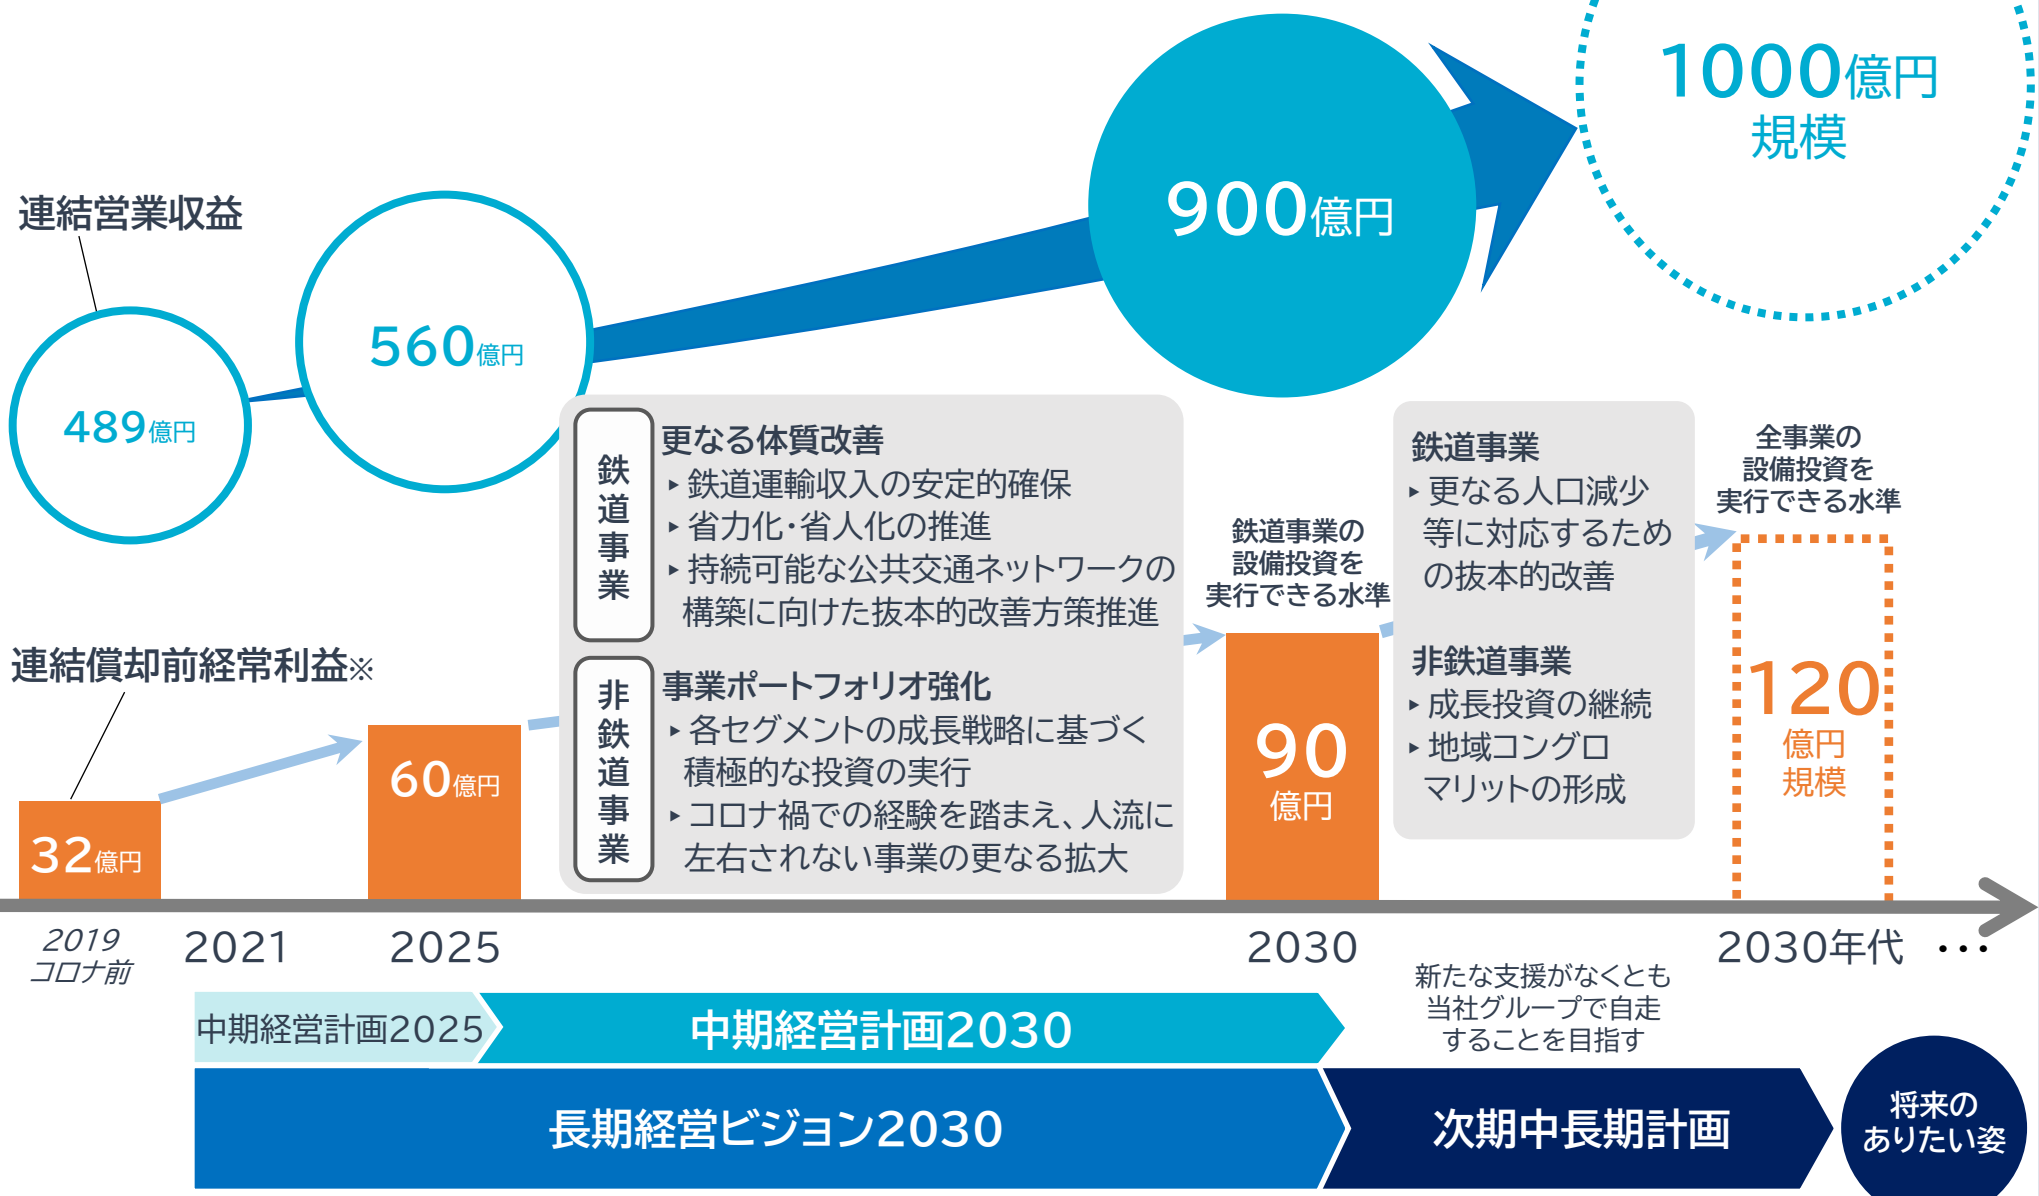 1000億円
規模
900億円
連結営業収益
560億円
489億円
鉄道事業
更なる体質改善
▸ 鉄道運輸収入の安定的確保
▸ 省力化・省人化の推進
▸ 持続可能な公共交通ネットワークの
構築に向けた抜本的改善方策推進
非鉄道事業
事業ポートフォリオ強化
▸ 各セグメントの成長戦略に基づく
積極的な投資の実行
▸ コロナ禍での経験を踏まえ、人流に
左右されない事業の更なる拡大
鉄道事業の
設備投資を
実行できる水準
鉄道事業
▸ 更なる人口減少
等に対応するため
の抜本的改善
非鉄道事業
▸ 成長投資の継続
▸ 地域コングロ
マリットの形成
全事業の
設備投資を
実行できる水準
連結償却前経常利益※
32億円
60億円
90
億円
120
億円
規模
2019
コロナ前
2021
2025
2030
2030年代
･･･
新たな支援がなくとも
当社グループで自走
することを目指す
中期経営計画2025
中期経営計画2030
長期経営ビジョン2030
次期中長期計画
将来の
ありたい姿